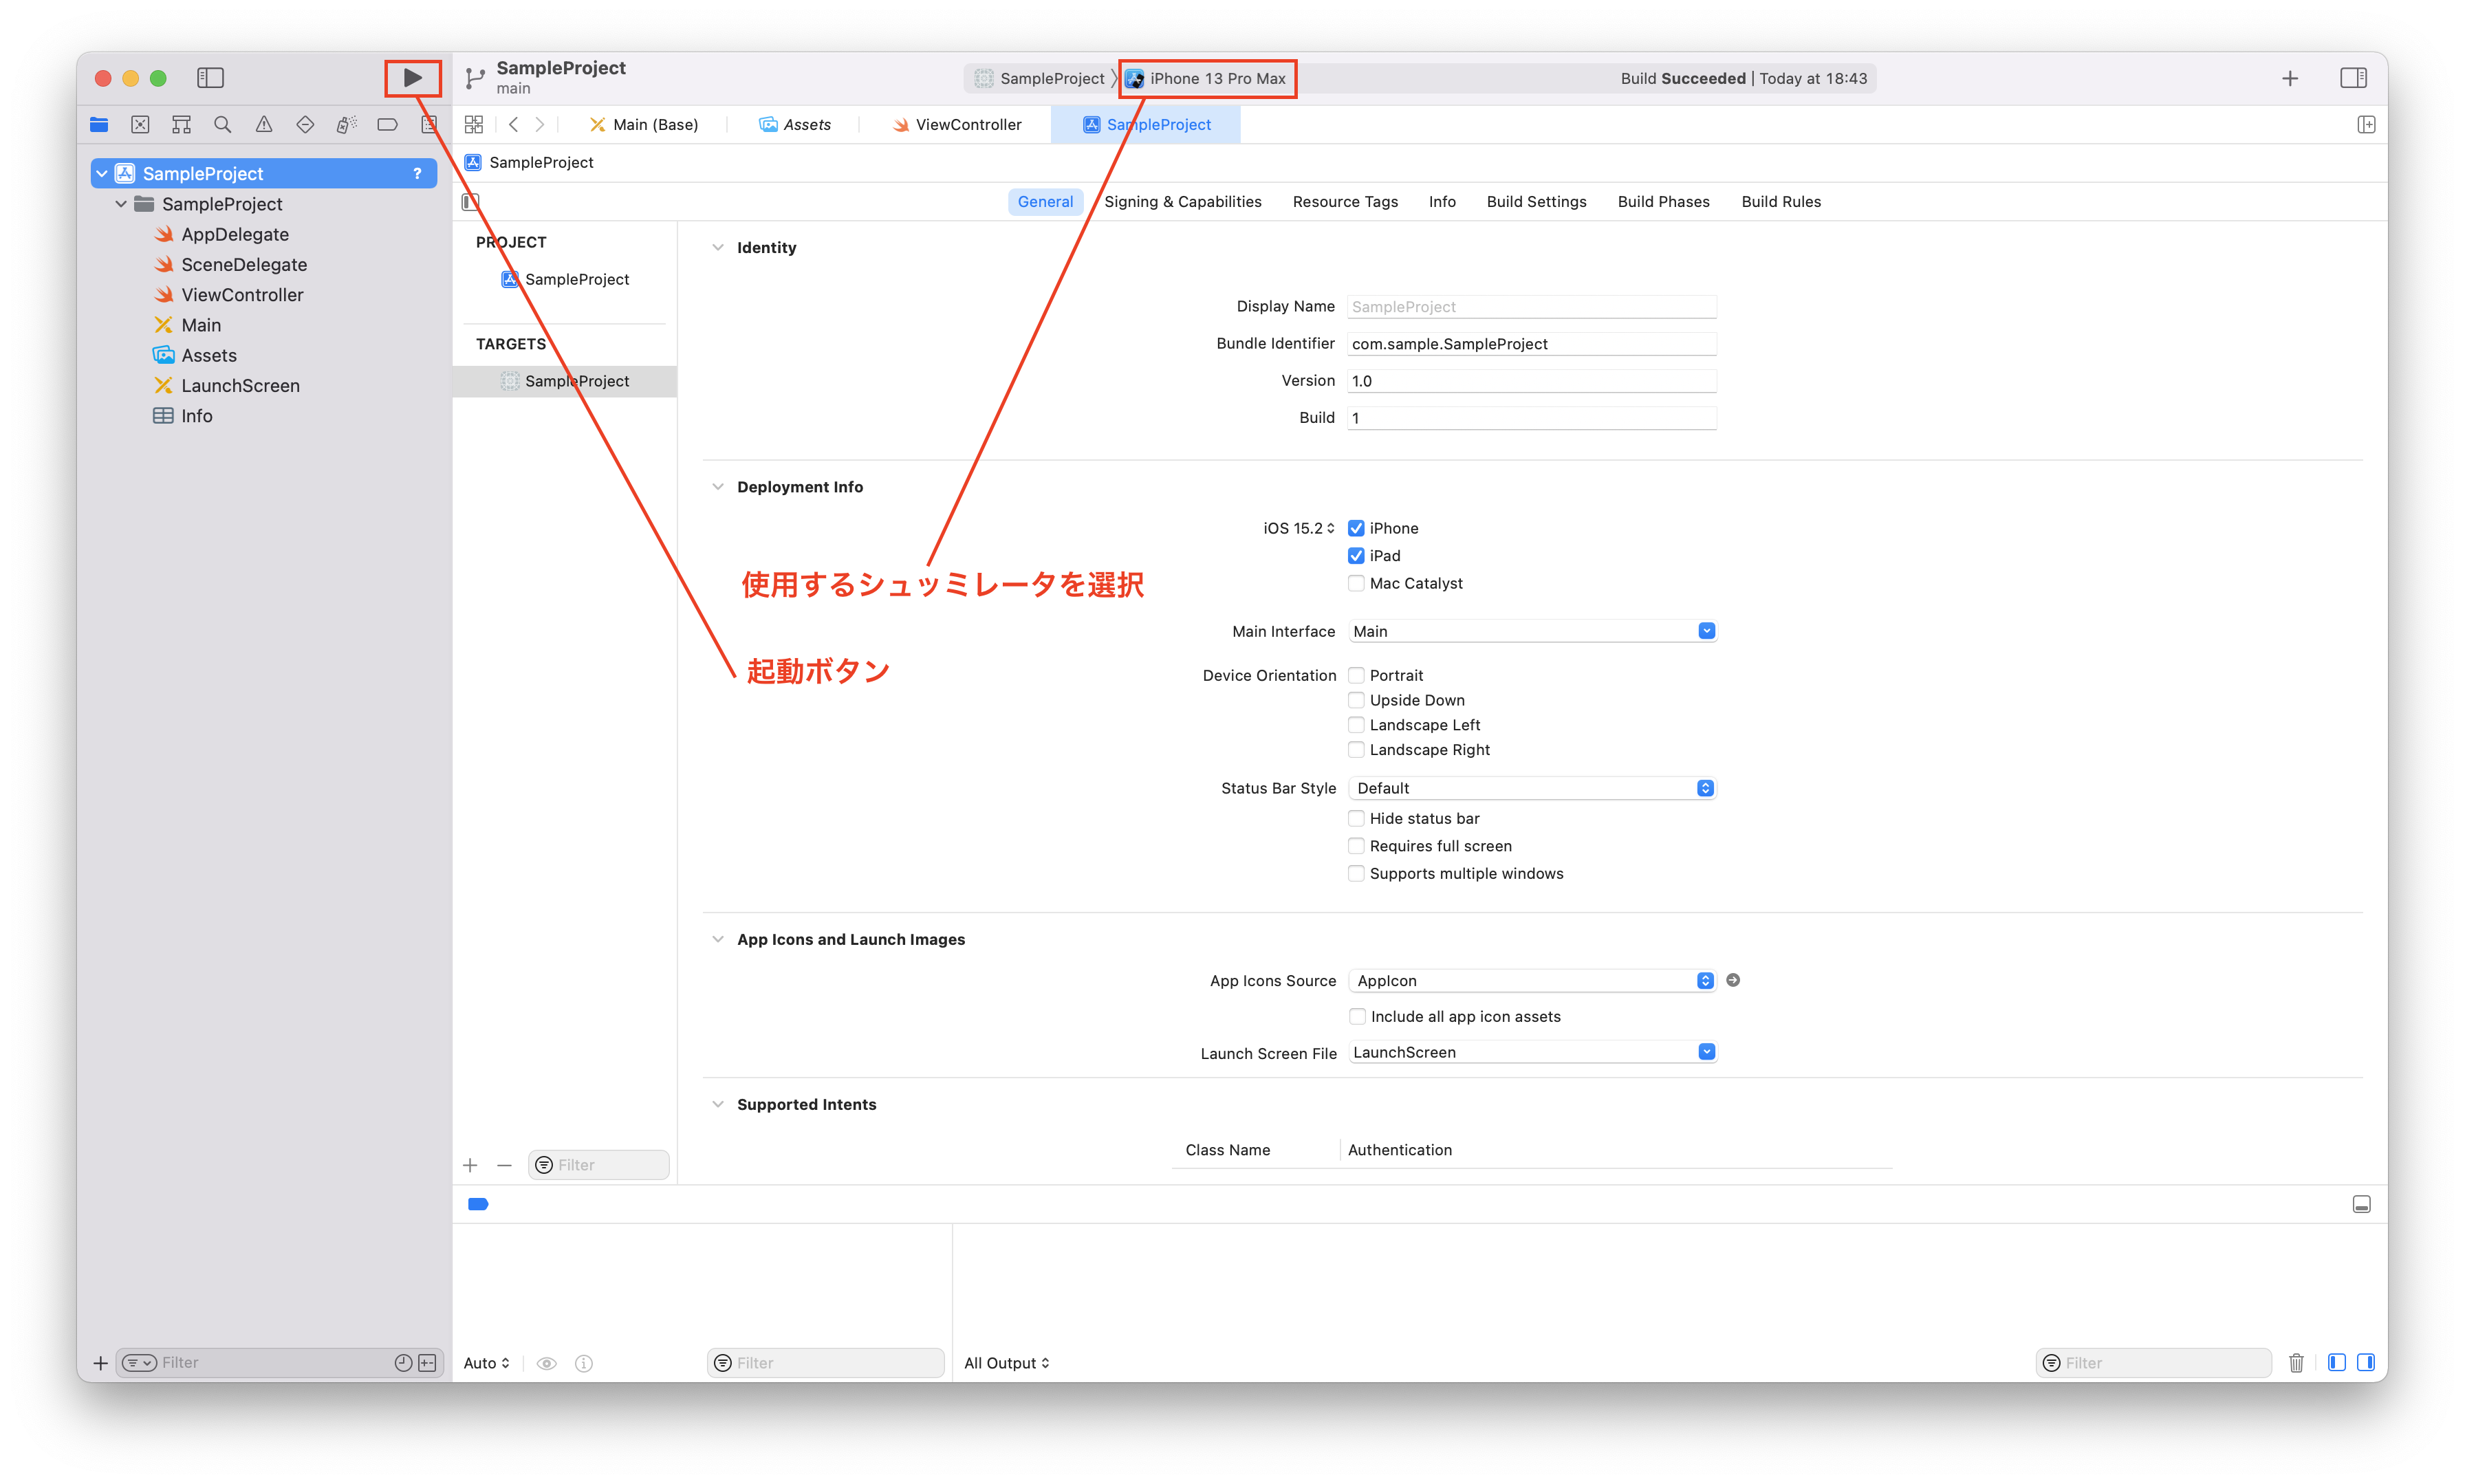 SampleProject
main
SampleProject
iPhone 13 Pro Max
Build Succeeded | Today at 18:43
Main (Base)
Assets
ViewController
SampleProject
SampleProject
SampleProject ?
SampleProject
AppDelegate
SceneDelegate
ViewController
Main
Assets
LaunchScreen
Info
General
Signing & Capabilities
Resource Tags
Info
Build Settings
Build Phases
Build Rules
PROJECT
SampleProject
TARGETS
SampleProject
Identity
Display Name SampleProject
Bundle Identifier com.sample.SampleProject
Version 1.0
Build 1
Deployment Info
iOS 15.2 iPhone
iPad
Mac Catalyst
使用するシュッミレータを選択
起動ボタン
Main Interface Main
Device Orientation Portrait
Upside Down
Landscape Left
Landscape Right
Status Bar Style Default
Hide status bar
Requires full screen
Supports multiple windows
App Icons and Launch Images
App Icons Source AppIcon
Include all app icon assets
Launch Screen File LaunchScreen
Supported Intents
Class Name Authentication
Filter
Filter
Auto
Filter
All Output
Filter